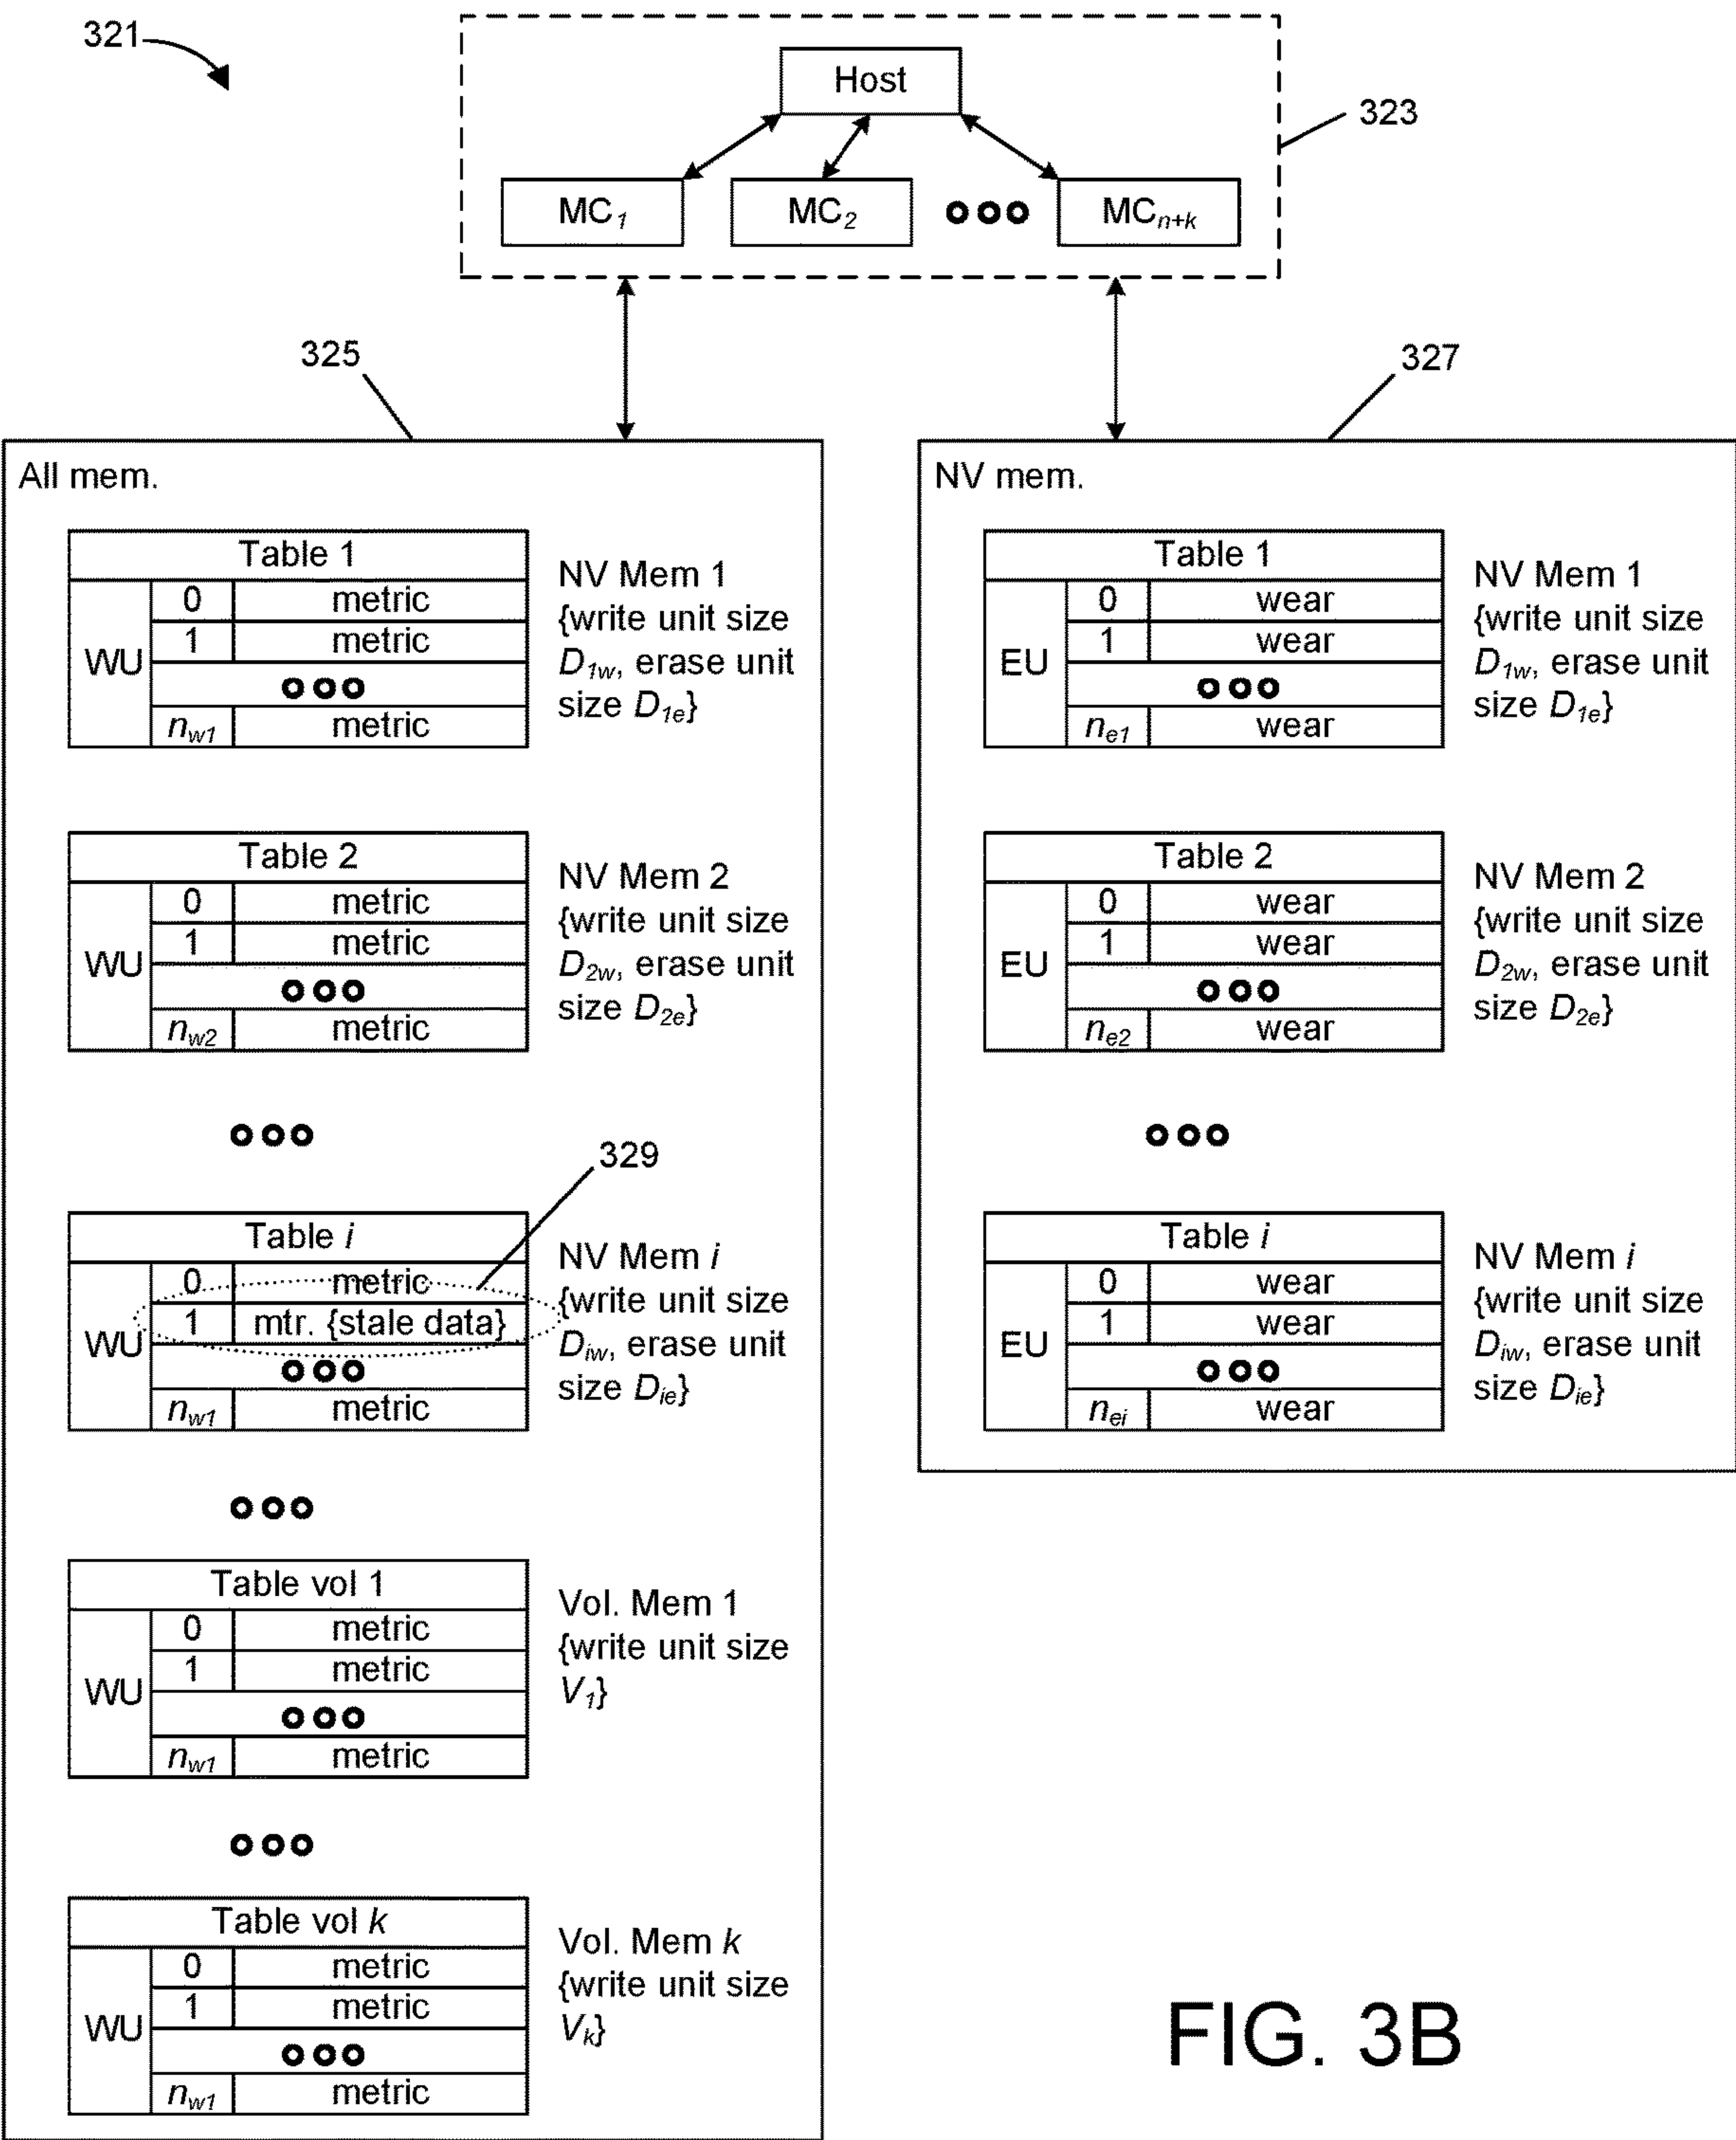 321
Host
323
MC1 MC2 MCn+k
325
327
All mem.
Table 1
WU
0 metric
1 metric
nw1 metric
NV Mem 1
{write unit size
D1w, erase unit
size D1e}
Table 2
WU
0 metric
1 metric
nw2 metric
NV Mem 2
{write unit size
D2w, erase unit
size D2e}
329
Table i
WU
0 metric
1 mtr. {stale data}
nw1 metric
NV Mem i
{write unit size
Diw, erase unit
size Die}
Table vol 1
WU
0 metric
1 metric
nw1 metric
Vol. Mem 1
{write unit size
V1}
Table vol k
WU
0 metric
1 metric
nw1 metric
Vol. Mem k
{write unit size
Vk}
NV mem.
Table 1
EU
0 wear
1 wear
ne1 wear
NV Mem 1
{write unit size
D1w, erase unit
size D1e}
Table 2
EU
0 wear
1 wear
ne2 wear
NV Mem 2
{write unit size
D2w, erase unit
size D2e}
Table i
EU
0 wear
1 wear
nei wear
NV Mem i
{write unit size
Diw, erase unit
size Die}
FIG. 3B